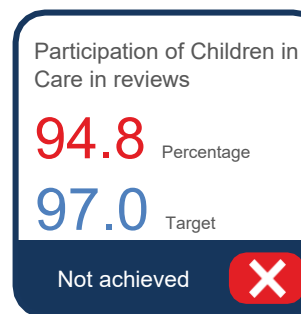 Participation of Children in
Care in reviews
94.8 Percentage
97.0 Target
Not achieved